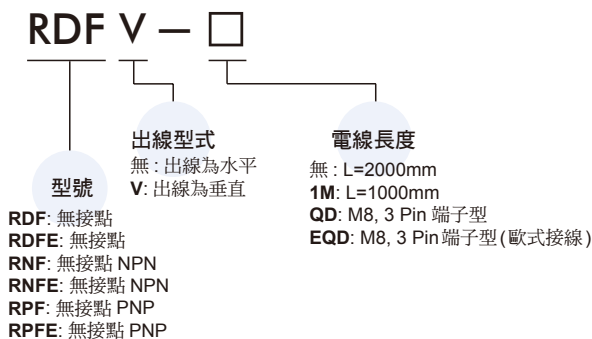 RDF V — □
出線型式
無 : 出線為水平
V: 出線為垂直
電線長度
無 : L=2000mm
1M: L=1000mm
QD: M8, 3 Pin 端子型
EQD: M8, 3 Pin 端子型(歐式接線)
型號
RDF: 無接點
RDFE: 無接點
RNF: 無接點 NPN
RNFE: 無接點 NPN
RPF: 無接點 PNP
RPFE: 無接點 PNP